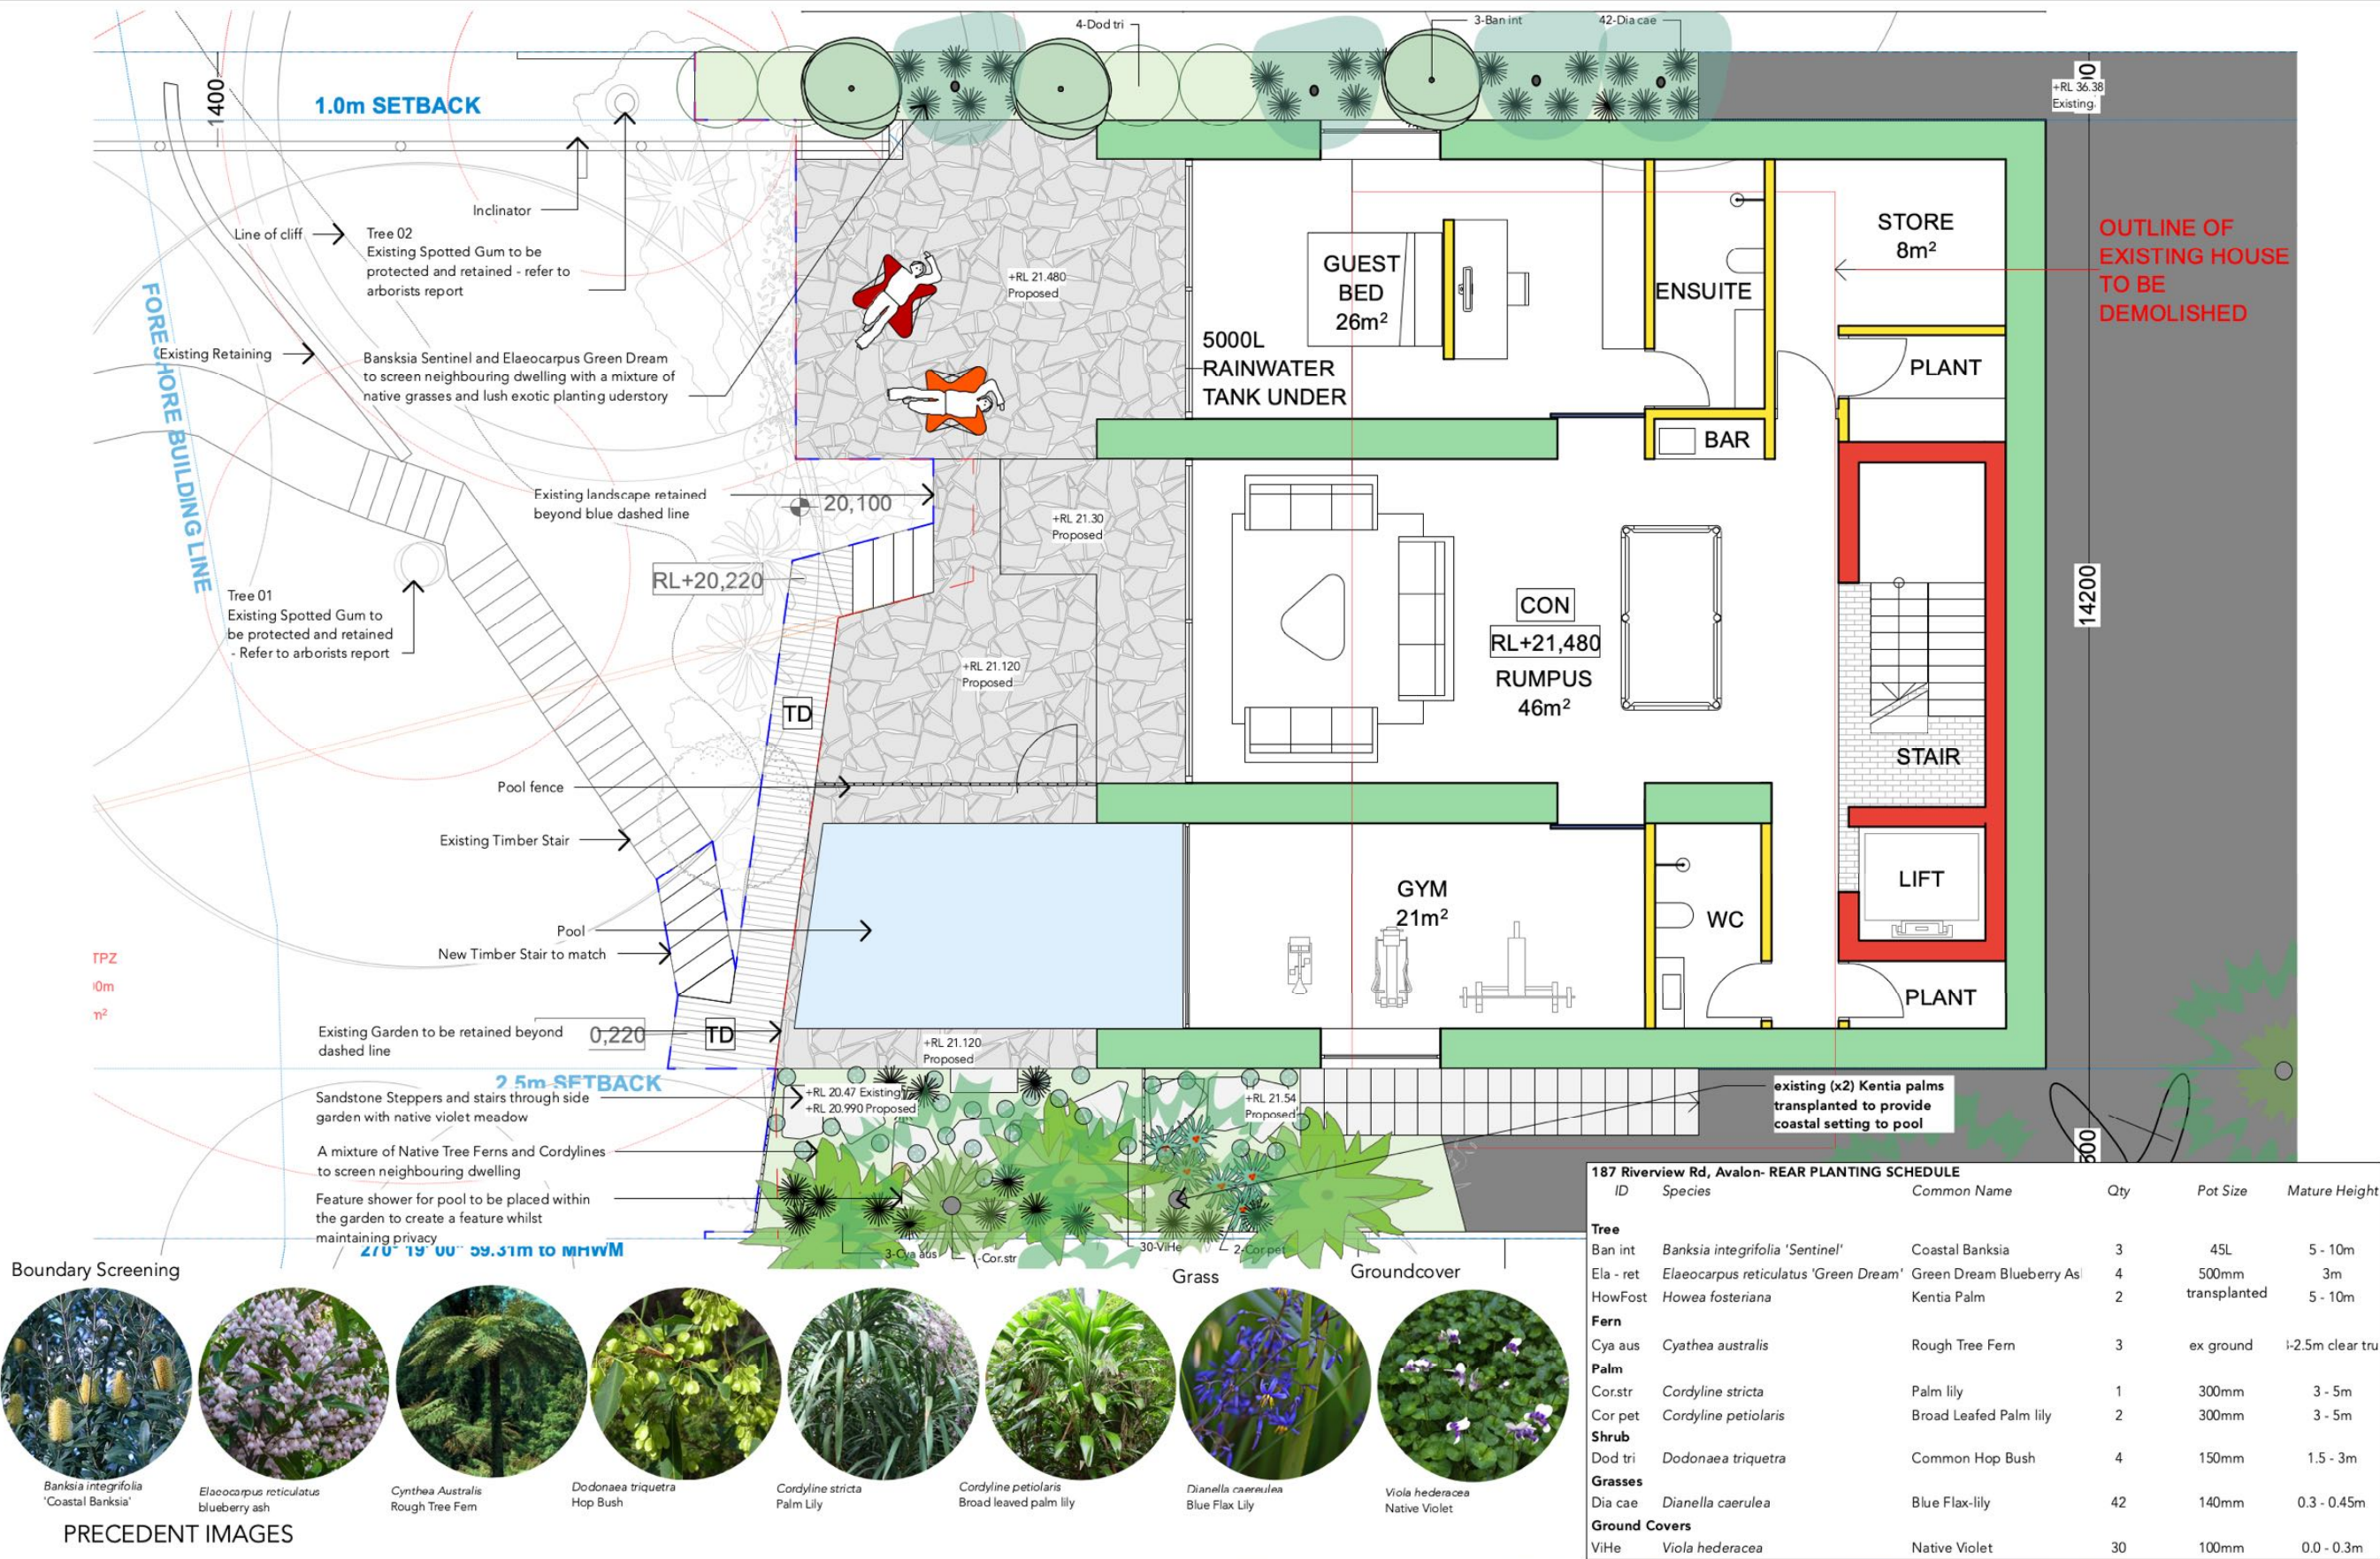 4-Dod tri
3-Ban int
42-Dia cae
1400
1.0m SETBACK
+RL 36.38
Existing
Inclinator
Line of cliff
Tree 02
Existing Spotted Gum to be
protected and retained - refer to
arborists report
FORESHORE BUILDING LINE
Existing Retaining
Bansksia Sentinel and Elaeocarpus Green Dream
to screen neighbouring dwelling with a mixture of
native grasses and lush exotic planting uderstory
+RL 21.480
Proposed
GUEST
BED
26m²
ENSUITE
STORE
8m²
OUTLINE OF
EXISTING HOUSE
TO BE
DEMOLISHED
5000L
RAINWATER
TANK UNDER
PLANT
BAR
Existing landscape retained
beyond blue dashed line
20,100
+RL 21.30
Proposed
RL+20,220
Tree 01
Existing Spotted Gum to
be protected and retained
- Refer to arborists report
+RL 21.120
Proposed
CON
RL+21,480
RUMPUS
46m²
14200
TD
STAIR
Pool fence
Existing Timber Stair
LIFT
GYM
21m²
WC
Pool
New Timber Stair to match
TPZ
m²
PLANT
Existing Garden to be retained beyond
dashed line
0,220
TD
+RL 21.120
Proposed
2.5m SETBACK
Sandstone Steppers and stairs through side
garden with native violet meadow
+RL 20.47 Existing
+RL 20.990 Proposed
+RL 21.54
Proposed
existing (x2) Kentia palms
transplanted to provide
coastal setting to pool
A mixture of Native Tree Ferns and Cordylines
to screen neighbouring dwelling
Feature shower for pool to be placed within
the garden to create a feature whilst
maintaining privacy
270° 19' 00" 59.31m to MHWM
3-Cya aus
1-Cor.str
30-ViHe
2-Cor pet
Boundary Screening
Grass
Groundcover
Banksia integrifolia
'Coastal Banksia'
Elaeocarpus reticulatus
blueberry ash
Cynthea Australis
Rough Tree Fern
Dodonaea triquetra
Hop Bush
Cordyline stricta
Palm Lily
Cordyline petiolaris
Broad leaved palm lily
Dianella caereulea
Blue Flax Lily
Viola hederacea
Native Violet
PRECEDENT IMAGES
187 Riverview Rd, Avalon- REAR PLANTING SCHEDULE
ID Species Common Name Qty Pot Size Mature Height
Tree
Ban int Banksia integrifolia 'Sentinel' Coastal Banksia 3 45L 5 - 10m
Ela - ret Elaeocarpus reticulatus 'Green Dream' Green Dream Blueberry As 4 500mm 3m
HowFost Howea fosteriana Kentia Palm 2 transplanted 5 - 10m
Fern
Cya aus Cyathea australis Rough Tree Fern 3 ex ground -2.5m clear tru
Palm
Cor.str Cordyline stricta Palm lily 1 300mm 3 - 5m
Cor pet Cordyline petiolaris Broad Leafed Palm lily 2 300mm 3 - 5m
Shrub
Dod tri Dodonaea triquetra Common Hop Bush 4 150mm 1.5 - 3m
Grasses
Dia cae Dianella caerulea Blue Flax-lily 42 140mm 0.3 - 0.45m
Ground Covers
ViHe Viola hederacea Native Violet 30 100mm 0.0 - 0.3m